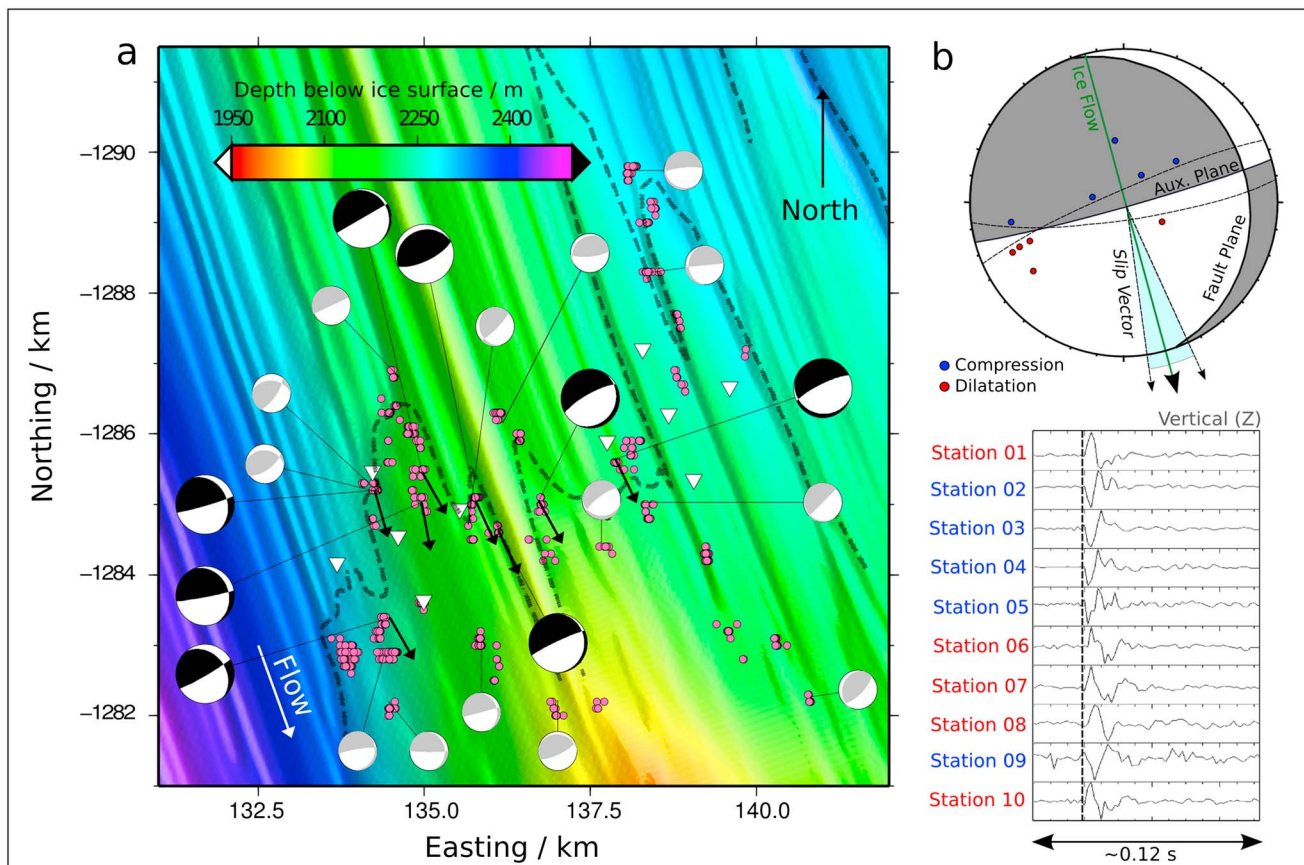 a
Depth below ice surface / m
1950 2100 2250 2400
North
Flow
Northing / km
−1290
−1288
−1286
−1284
−1282
132.5 135.0 137.5 140.0
Easting / km
b
Ice Flow
Aux. Plane
Fault Plane
Slip Vector
Compression
Dilatation
Vertical (Z)
Station 01
Station 02
Station 03
Station 04
Station 05
Station 06
Station 07
Station 08
Station 09
Station 10
~0.12 s